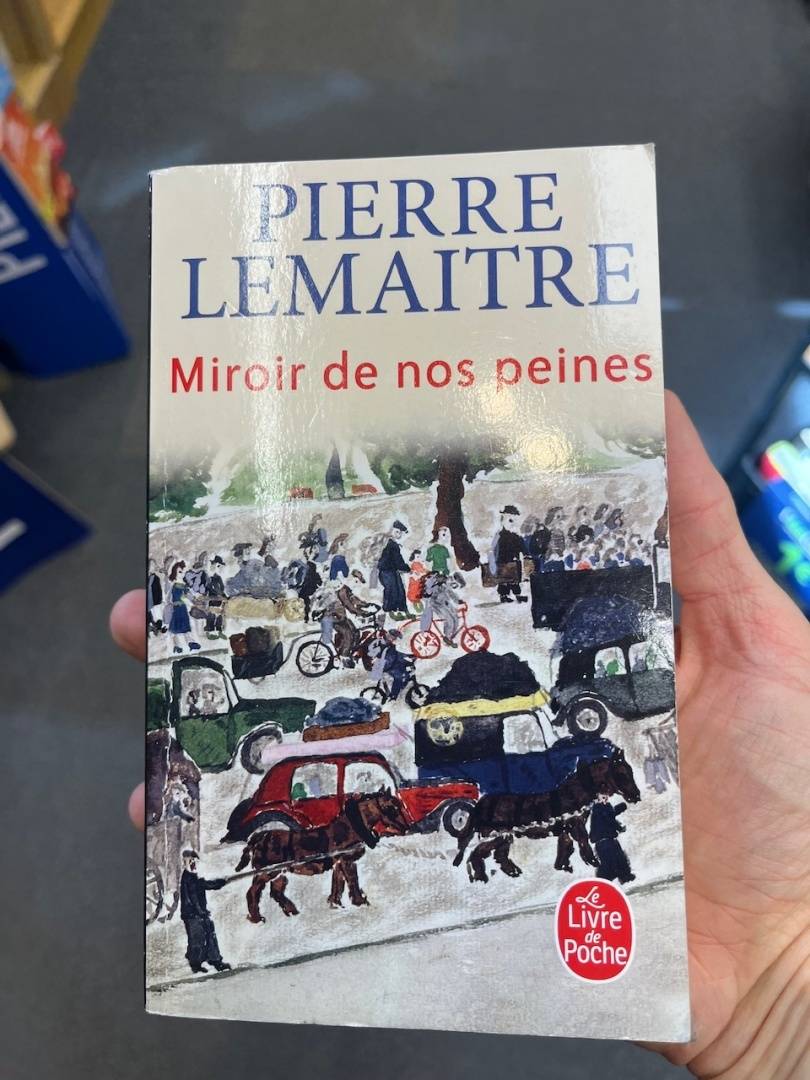 PIERRE
LEMAITRE
Miroir de nos peines
Le
Livre
de
Poche